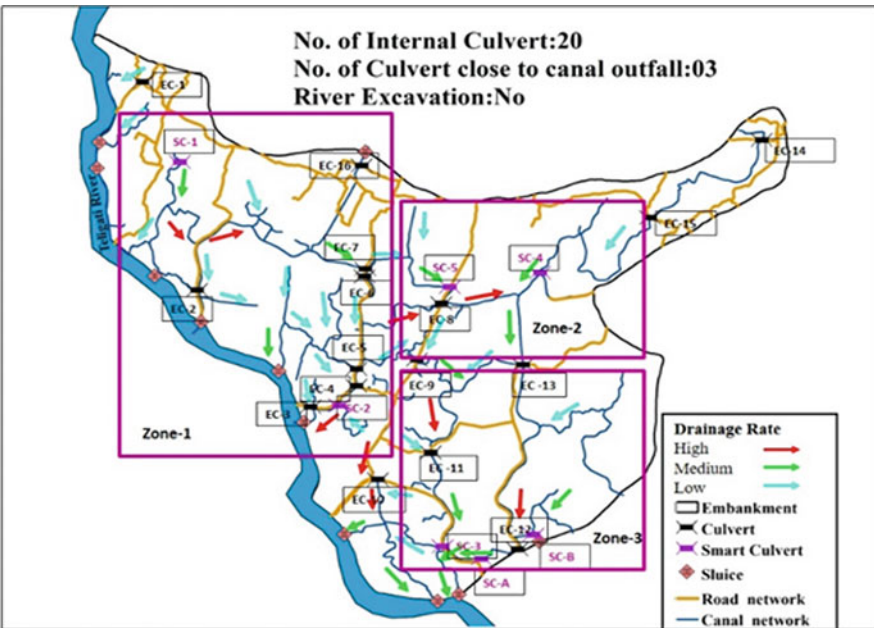 No. of Internal Culvert:20
No. of Culvert close to canal outfall:03
River Excavation:No
EC-1
SC-1
EC-16
EC-14
Teligati River
EC-15
EC-7
SC-5
SC-4
EC-6
EC-2
EC-8
Zone-2
EC-5
EC-4
EC-9
EC-13
EC-3
SC-2
Zone-1
EC-11
EC-10
EC-12
Zone-3
SC-3
SC-B
SC-A
Drainage Rate
High
Medium
Low
Embankment
Culvert
Smart Culvert
Sluice
Road network
Canal network